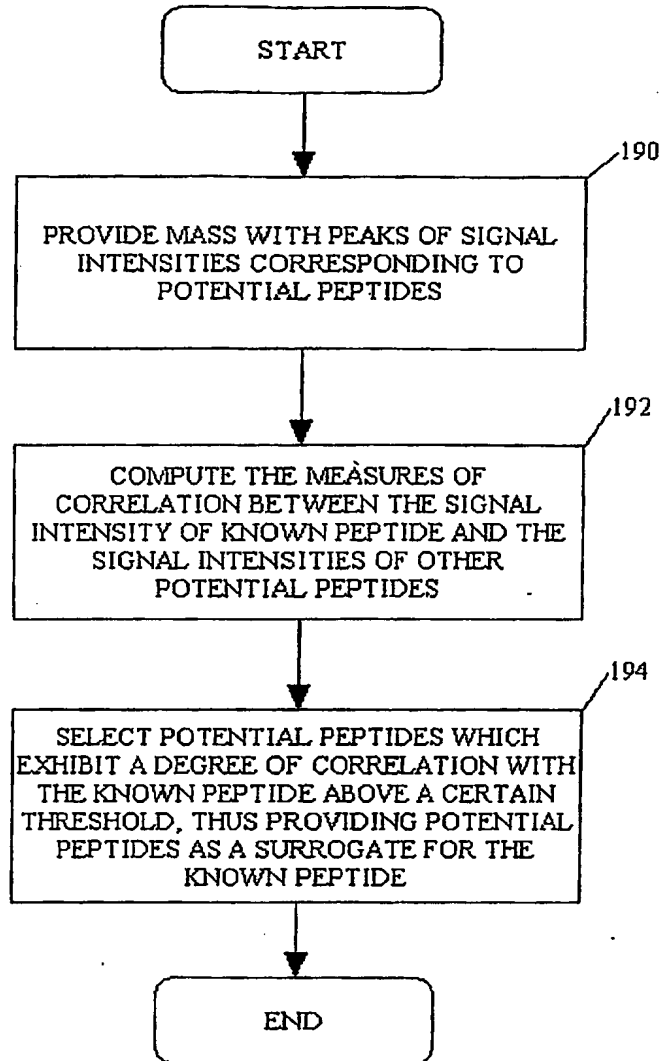 START
190
PROVIDE MASS WITH PEAKS OF SIGNAL
INTENSITIES CORRESPONDING TO
POTENTIAL PEPTIDES
192
COMPUTE THE MEASURES OF
CORRELATION BETWEEN THE SIGNAL
INTENSITY OF KNOWN PEPTIDE AND THE
SIGNAL INTENSITIES OF OTHER
POTENTIAL PEPTIDES
194
SELECT POTENTIAL PEPTIDES WHICH
EXHIBIT A DEGREE OF CORRELATION WITH
THE KNOWN PEPTIDE ABOVE A CERTAIN
THRESHOLD, THUS PROVIDING POTENTIAL
PEPTIDES AS A SURROGATE FOR THE
KNOWN PEPTIDE
END